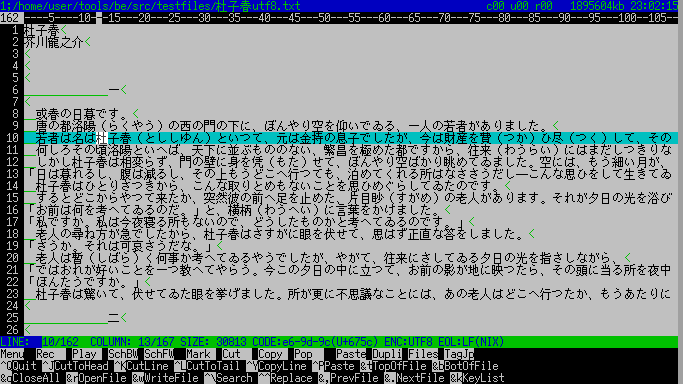 1;/home/user/tools/be/src/testfiles/杜子春utf8.txt c00 u00 r00 1895604kb 23:02:15
162 ----5----10---13--20---25---30---35---40---45---50---55---60---65---70---75---80---85---90---95--100--105--
1 杜子春<
2 芥川龍之介<
3 <
4 <
5 <
6 一<
7 <
8 或春の日暮です。<
9 唐の都洛陽（らくやう）の西の門の下に、ぼんやり空を仰いでゐる、一人の若者がありました。<
10 若者は名は杜子春（としししゆん）といつて、元は金持の息子でしたが、今は財産を費（つか）ひ尽（つく）して、その
11 何しろその頃洛陽といへば、天下に並ぶもののない、繁昌を極めた都ですから、往来（わうらい）にはまだしつきりな
12 しかし杜子春は相変らず、門の壁に身を凭（もた）せて、ぼんやり空ばかり眺めてゐました。空には、もう細い月が、
13 「日は暮れるし、腹は減るし、その上もうどこへ行つても、泊めてくれる所はなささうだし―こんな思ひをして生きてゐ
14 杜子春はひとりさつきから、こんな取りとめもないことを思ひめぐらしてゐたのです。<
15 するとどこからやつて来たか、突然彼の前へ足を止めた、片目眇（すがめ）の老人があります。それが夕日の光を浴び
16 「お前は何を考へてゐるのだ。」と、横柄（わうへい）に言葉をかけました。<
17 「私ですか。私は今夜寝る所もないので、どうしたものかと考へてゐるのです。」<
18 老人の尋ね方が急でしたから、杜子春はさすがに眼を伏せて、思はず正直な答をしました。<
19 「さうか。それは可哀さうだな。」<
20 老人は暫（しばら）く何事か考へてゐるやうでしたが、やがて、往来にさしてゐる夕日の光を指さしながら、<
21 「ではおれが好いことを一つ教へてやらう。今この夕日の中に立つて、お前の影が地に映つたら、その頭に当る所を夜中
22 「ほんたうですか。」<
23 杜子春は驚いて、伏せてゐた眼を挙げました。所が更に不思議なことには、あの老人はどこへ行つたか、もうあたりに
24 <
25 二<
26 <
LINE: 10/162 COLUMN: 13/167 SIZE: 30813 CODE:e6-9d-9c(U+675c) ENC:UTF8 EOL:LF(NIX)
Menu Rec Play SchBW SchFW Mark Cut Copy Pop Paste Dupli Files TagJp
^QQuit ^JCutToHead ^KCutLine ^LCutToTail ^YCopyLine ^PPaste &tTopOfFile &bBotOfFile
&cCloseAll &rOpenFile &wWriteFile ^\Search ^^Replace &,PrevFile &.NextFile &kKeyList